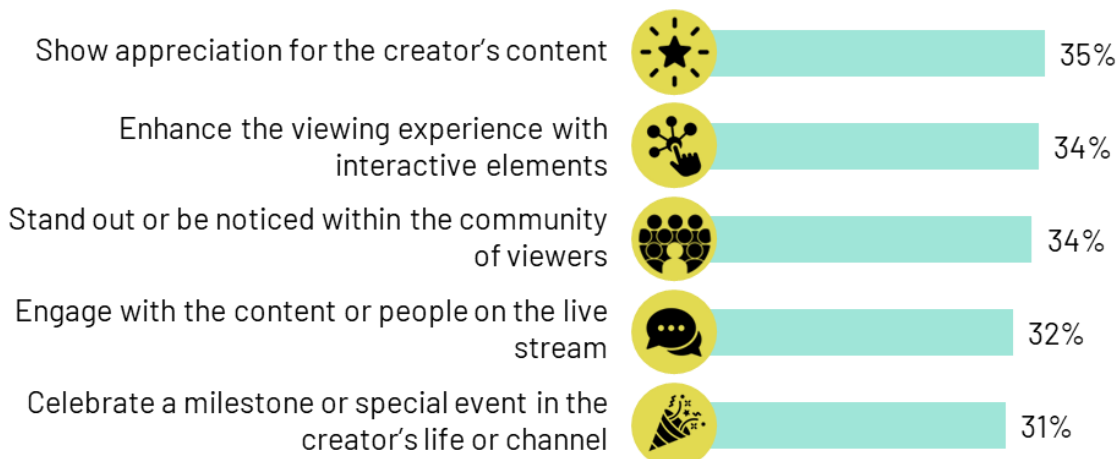 Show appreciation for the creator’s content
35%
Enhance the viewing experience with
interactive elements
34%
Stand out or be noticed within the community
of viewers
34%
Engage with the content or people on the live
stream
32%
Celebrate a milestone or special event in the
creator’s life or channel
31%